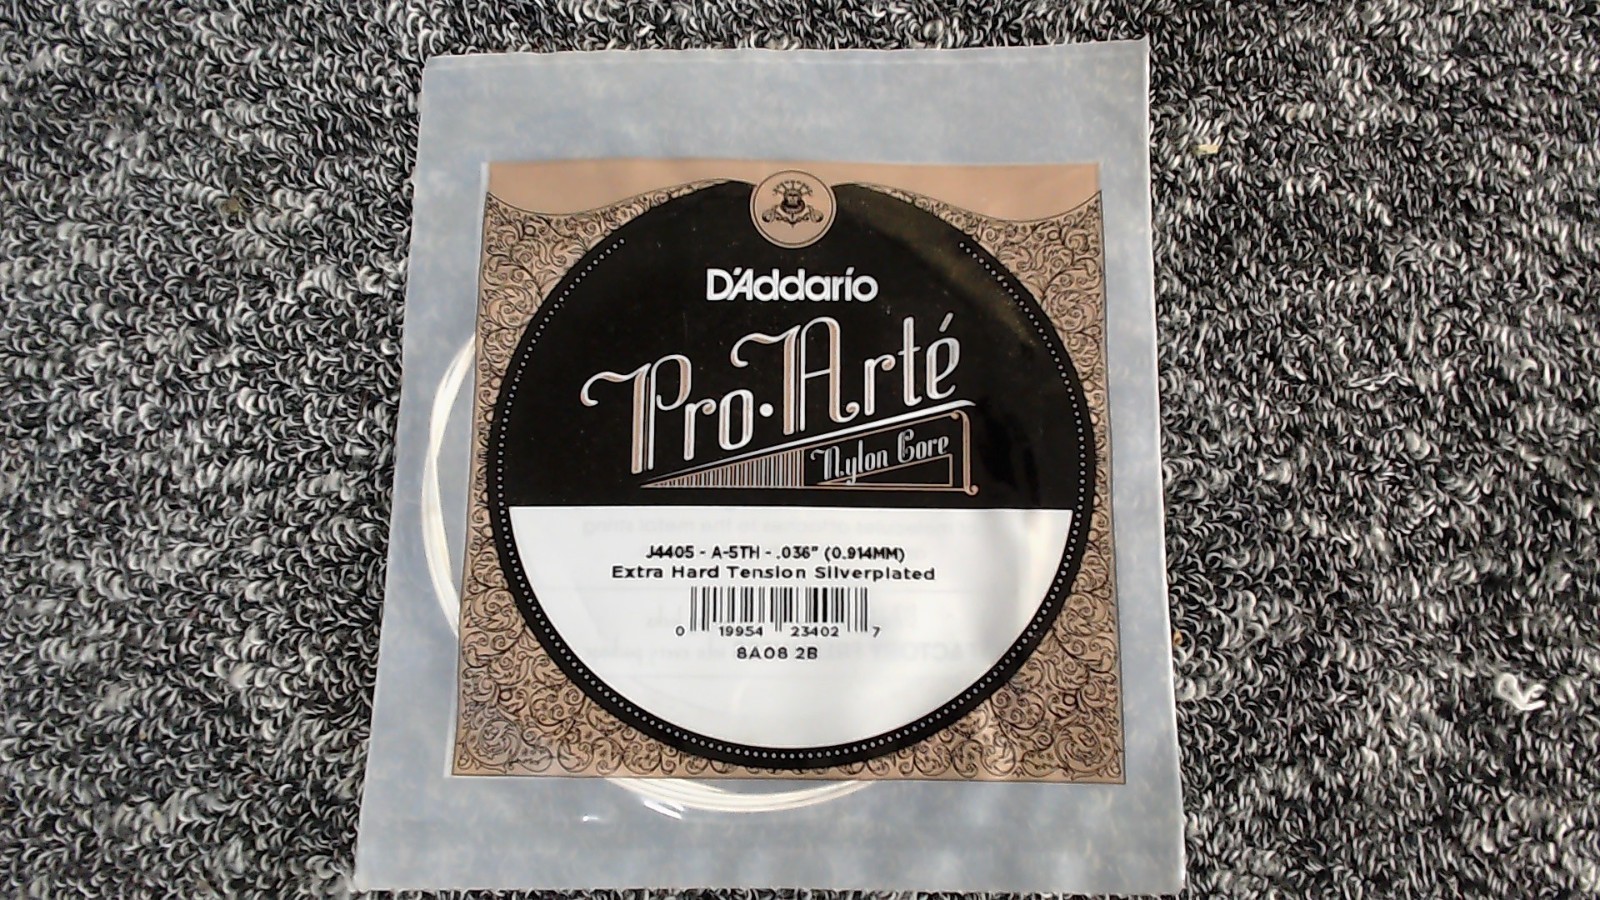 D'Addario
Pro·Arté
Nylon Core
J4405 - A-5TH - .036" (0.914MM)
Extra Hard Tension Silverplated
0 19954 23402 7
8A08 2B